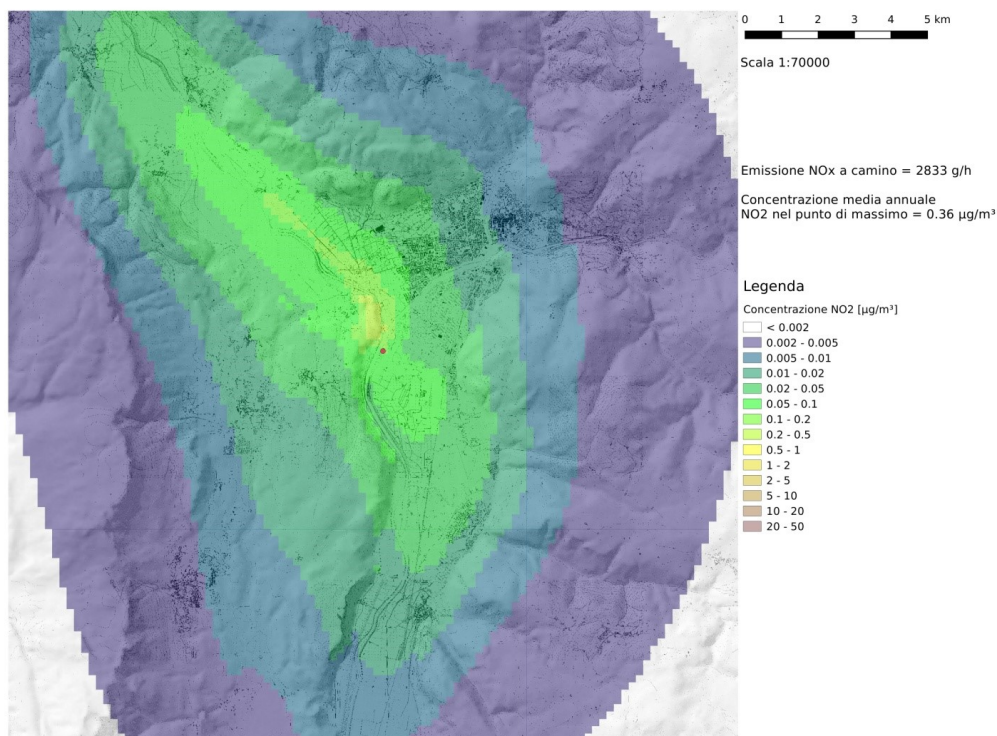 0 1 2 3 4 5 km
Scala 1:70000
Emissione NOx a camino = 2833 g/h
Concentrazione media annuale
NO2 nel punto di massimo = 0.36 µg/m³
Legenda
Concentrazione NO2 [µg/m³]
< 0.002
0.002 - 0.005
0.005 - 0.01
0.01 - 0.02
0.02 - 0.05
0.05 - 0.1
0.1 - 0.2
0.2 - 0.5
0.5 - 1
1 - 2
2 - 5
5 - 10
10 - 20
20 - 50